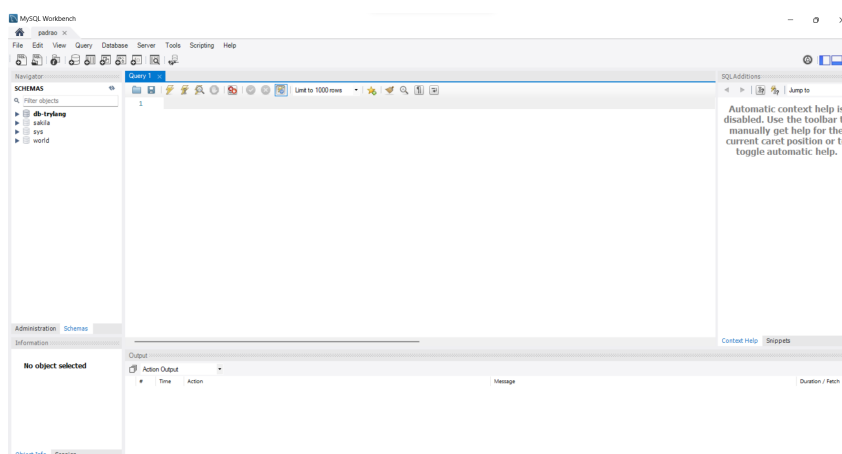 MySQL Workbench
padrao
File Edit View Query Database Server Tools Scripting Help
Navigator
SCHEMAS
Filter objects
db-trylang
sakila
sys
world
Administration Schemas
Information
No object selected
Object Info Session
Query 1
Limit to 1000 rows
1
Output
Action Output
# Time Action Message Duration / Fetch
SQLAdditions
Jump to
Automatic context help is
disabled. Use the toolbar t
manually get help for the
current caret position or t
toggle automatic help.
Context Help Snippets